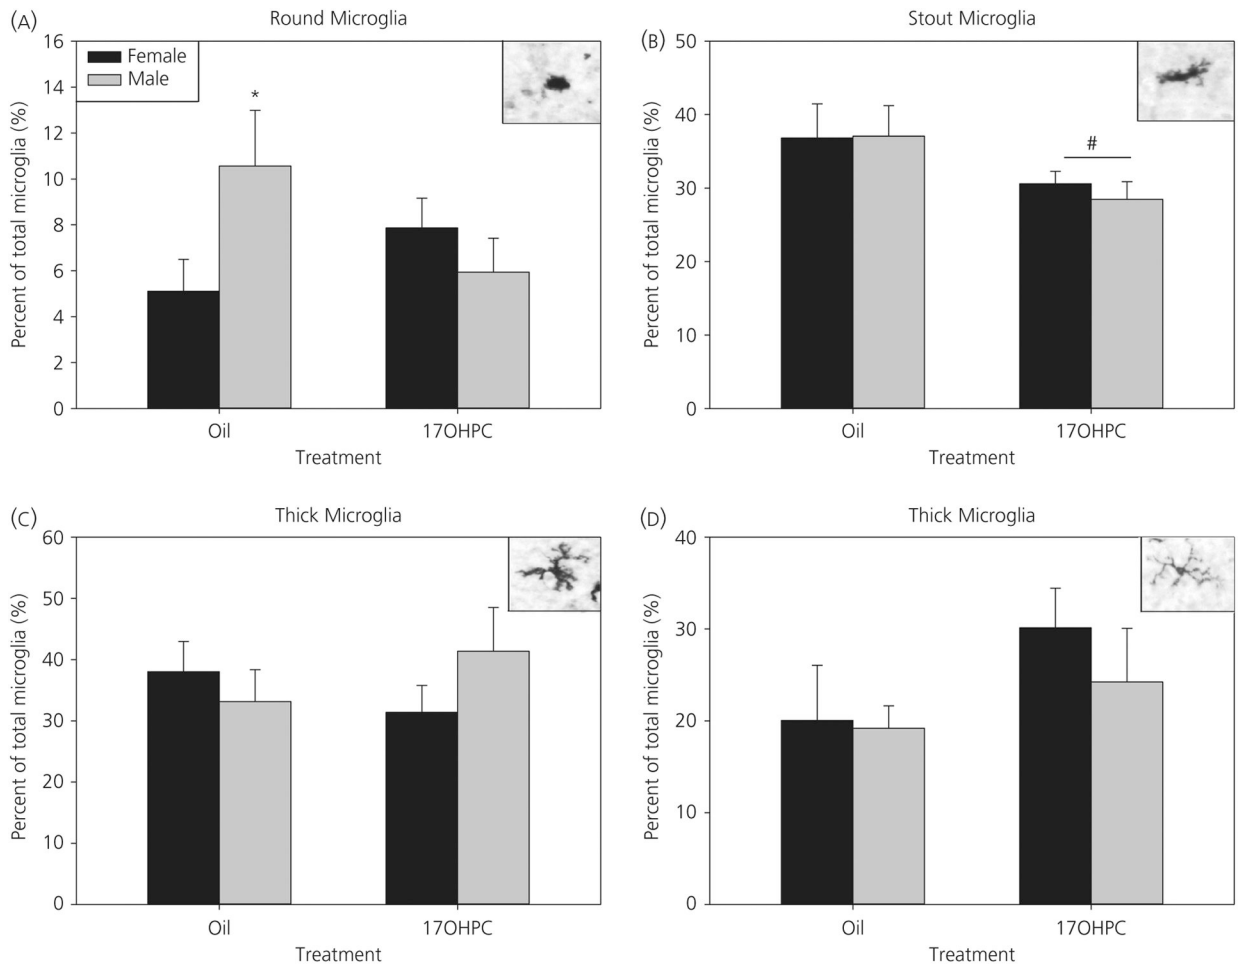 (A)
Round Microglia
Percent of total microglia (%)
16
14
12
10
8
6
4
2
0
Female
Male
*
Oil
17OHPC
Treatment
(B)
Stout Microglia
Percent of total microglia (%)
50
40
30
20
10
0
#
Oil
17OHPC
Treatment
(C)
Thick Microglia
Percent of total microglia (%)
60
50
40
30
20
10
0
Oil
17OHPC
Treatment
(D)
Thick Microglia
Percent of total microglia (%)
40
30
20
10
0
Oil
17OHPC
Treatment